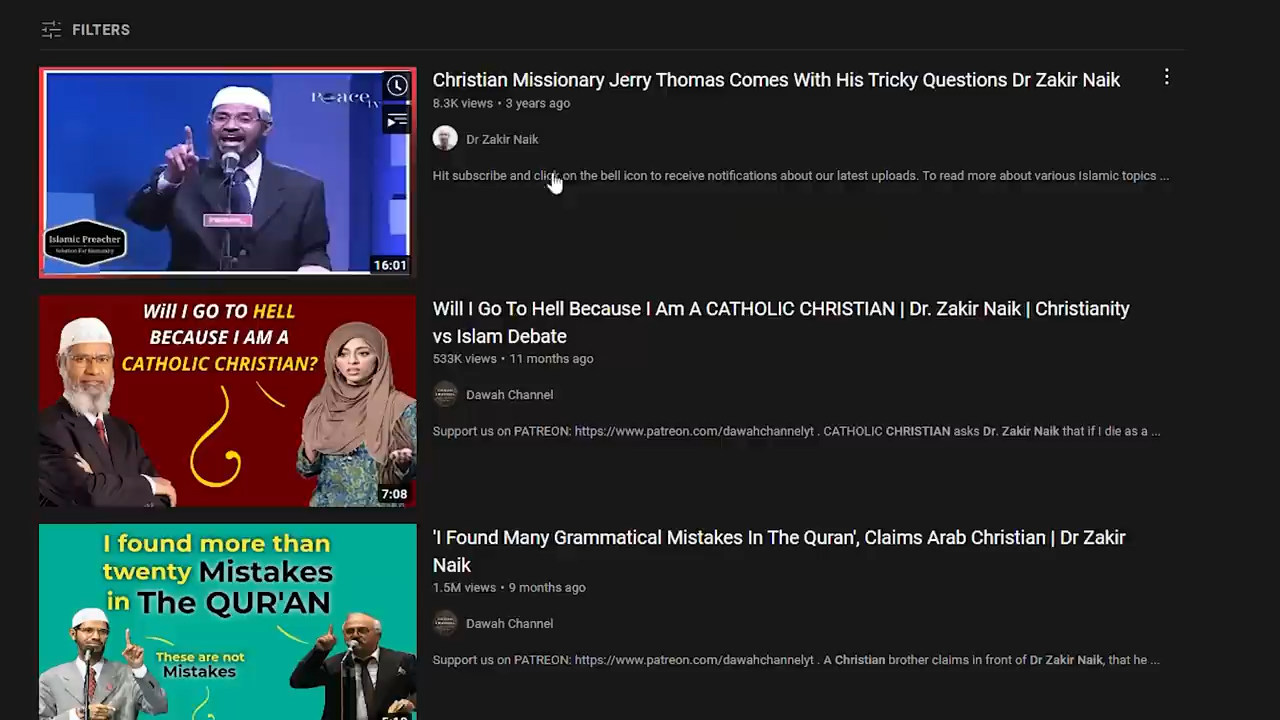 FILTERS
Peace TV
Islamic Preacher
Solution For Humanity
16:01
Christian Missionary Jerry Thomas Comes With His Tricky Questions Dr Zakir Naik
8.3K views • 3 years ago
Dr Zakir Naik
Hit subscribe and click on the bell icon to receive notifications about our latest uploads. To read more about various Islamic topics ...
Will I GO TO HELL
BECAUSE I AM A
CATHOLIC CHRISTIAN?
7:08
Will I Go To Hell Because I Am A CATHOLIC CHRISTIAN | Dr. Zakir Naik | Christianity
vs Islam Debate
533K views • 11 months ago
Dawah Channel
Support us on PATREON: https://www.patreon.com/dawahchannelyt . CATHOLIC CHRISTIAN asks Dr. Zakir Naik that if I die as a ...
I found more than
twenty Mistakes
in The QUR'AN
These are not
Mistakes
'I Found Many Grammatical Mistakes In The Quran', Claims Arab Christian | Dr Zakir
Naik
1.5M views • 9 months ago
Dawah Channel
Support us on PATREON: https://www.patreon.com/dawahchannelyt . A Christian brother claims in front of Dr Zakir Naik, that he ...